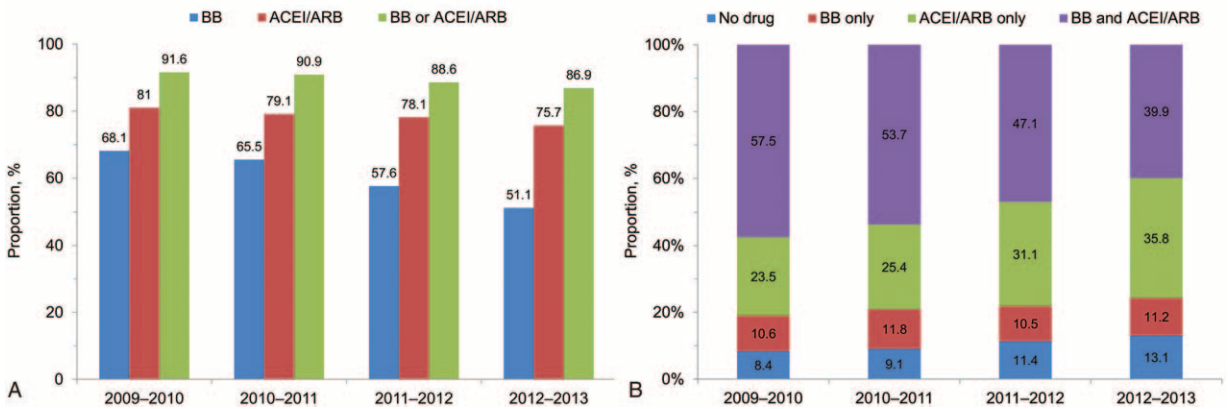 BB ACEI/ARB BB or ACEI/ARB
Proportion, %
100
80
60
40
20
0
68.1 81 91.6
65.5 79.1 90.9
57.6 78.1 88.6
51.1 75.7 86.9
2009–2010 2010–2011 2011–2012 2012–2013
A
No drug BB only ACEI/ARB only BB and ACEI/ARB
Proportion, %
100%
80%
60%
40%
20%
0%
57.5 53.7 47.1 39.9
23.5 25.4 31.1 35.8
10.6 11.8 10.5 11.2
8.4 9.1 11.4 13.1
2009–2010 2010–2011 2011–2012 2012–2013
B